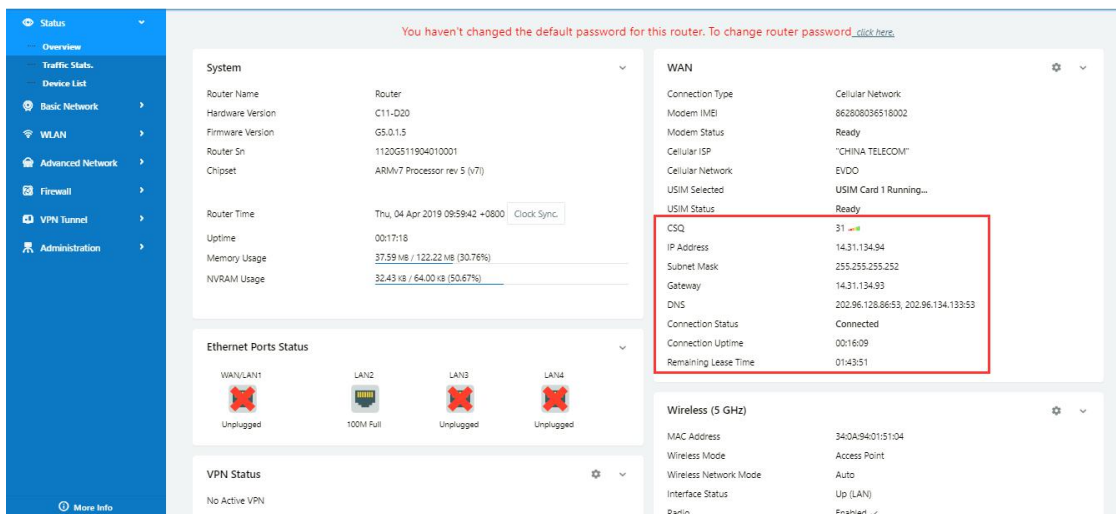 Status
Overview
Traffic Stats.
Device List
Basic Network
WLAN
Advanced Network
Firewall
VPN Tunnel
Administration
More Info
You haven't changed the default password for this router. To change router password click here.
System
Router Name Router
Hardware Version C11-D20
Firmware Version G5.0.1.5
Router Sn 1120G511904010001
Chipset ARMv7 Processor rev 5 (v7l)
Router Time Thu, 04 Apr 2019 09:59:42 +0800 Clock Sync.
Uptime 00:17:18
Memory Usage 37.59 MB / 122.22 MB (30.76%)
NVRAM Usage 32.43 KB / 64.00 KB (50.67%)
Ethernet Ports Status
WAN/LAN1 LAN2 LAN3 LAN4
Unplugged 100M Full Unplugged Unplugged
VPN Status
No Active VPN
WAN
Connection Type Cellular Network
Modem IMEI 862808036518002
Modem Status Ready
Cellular ISP "CHINA TELECOM"
Cellular Network EVDO
USIM Selected USIM Card 1 Running...
USIM Status Ready
CSQ 31
IP Address 14.31.134.94
Subnet Mask 255.255.255.252
Gateway 14.31.134.93
DNS 202.96.128.86:53, 202.96.134.133:53
Connection Status Connected
Connection Uptime 00:16:09
Remaining Lease Time 01:43:51
Wireless (5 GHz)
MAC Address 34:0A:94:01:51:04
Wireless Mode Access Point
Wireless Network Mode Auto
Interface Status Up (LAN)
Radio Enabled